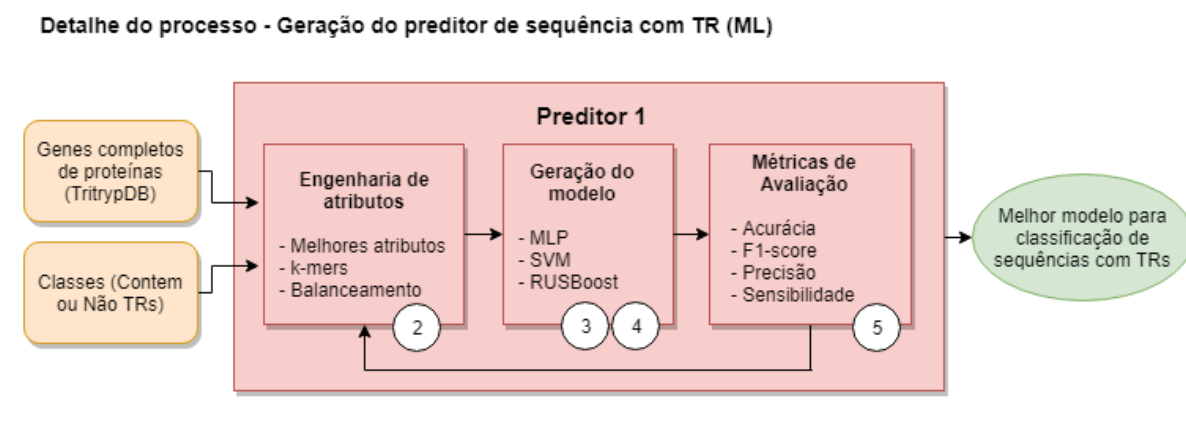 Detalhe do processo - Geração do preditor de sequência com TR (ML)
Preditor 1
Genes completos
de proteínas
(TritrypDB)
Classes (Contem
ou Não TRs)
Engenharia de
atributos
- Melhores atributos
- k-mers
- Balanceamento
2
Geração do
modelo
- MLP
- SVM
- RUSBoost
3
4
Métricas de
Avaliação
- Acurácia
- F1-score
- Precisão
- Sensibilidade
5
Melhor modelo para
classificação de
sequências com TRs